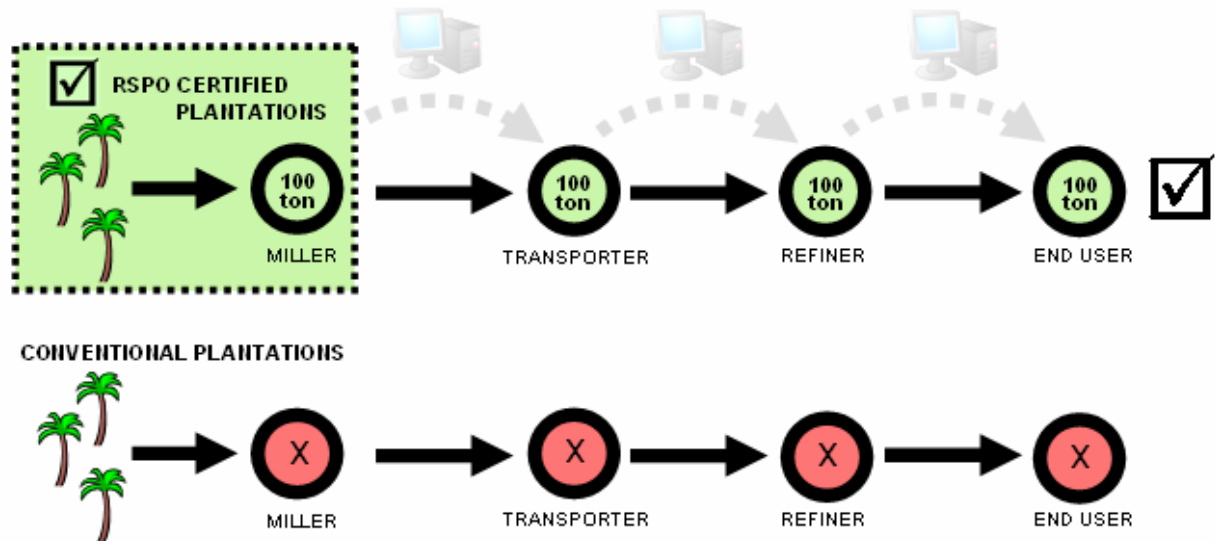 RSPO CERTIFIED
PLANTATIONS
100
ton
100
ton
100
ton
100
ton
MILLER
TRANSPORTER
REFINER
END USER
CONVENTIONAL PLANTATIONS
X
X
X
X
MILLER
TRANSPORTER
REFINER
END USER